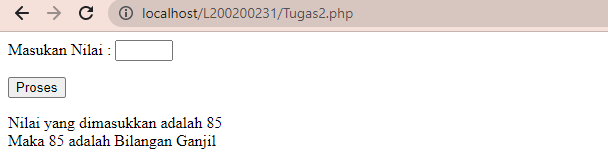 localhost/L200200231/Tugas2.php
Masukan Nilai :
Proses
Nilai yang dimasukkan adalah 85
Maka 85 adalah Bilangan Ganjil